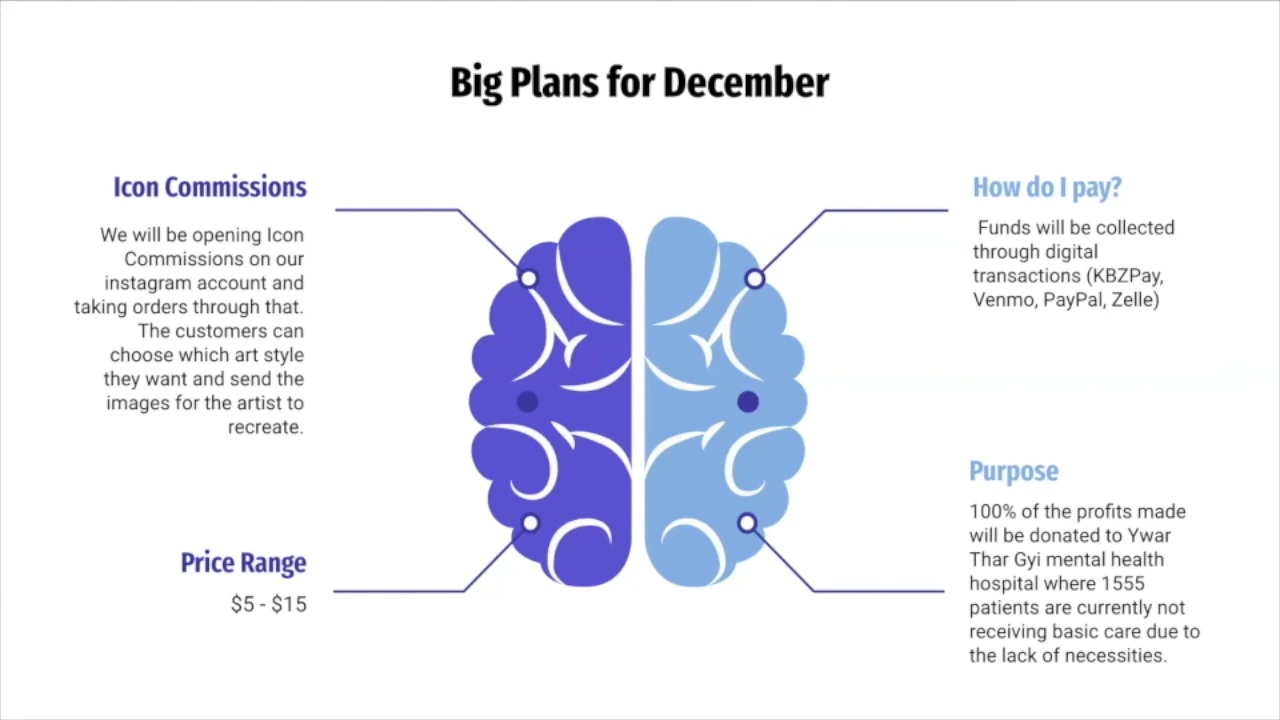 Big Plans for December
Icon Commissions
We will be opening Icon
Commissions on our
instagram account and
taking orders through that.
The customers can
choose which art style
they want and send the
images for the artist to
recreate.
Price Range
$5 - $15
How do I pay?
Funds will be collected
through digital
transactions (KBZPay,
Venmo, PayPal, Zelle)
Purpose
100% of the profits made
will be donated to Ywar
Thar Gyi mental health
hospital where 1555
patients are currently not
receiving basic care due to
the lack of necessities.